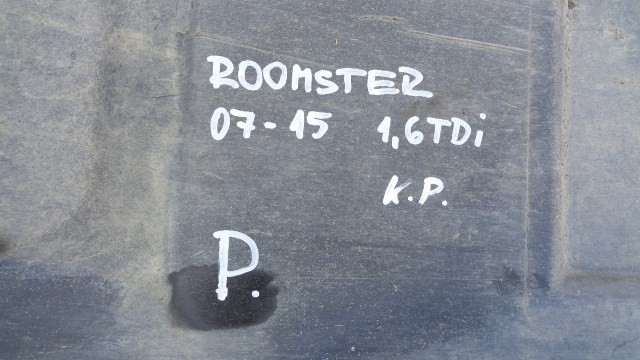 ROOMSTER
07-15 1,6TDi
K.P.
P.